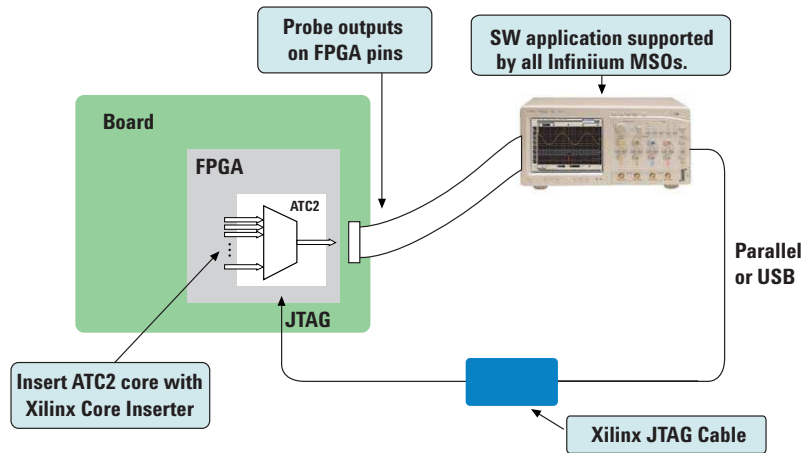 Probe outputs
on FPGA pins
SW application supported
by all Infiniium MSOs.
Board
FPGA
ATC2
Parallel
or USB
JTAG
Insert ATC2 core with
Xilinx Core Inserter
Xilinx JTAG Cable